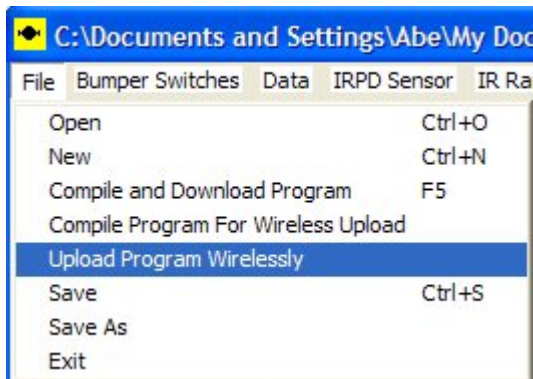 C:\Documents and Settings\Abe\My Doc
File Bumper Switches Data IRPD Sensor IR Ra
Open Ctrl+O
New Ctrl+N
Compile and Download Program F5
Compile Program For Wireless Upload
Upload Program Wirelessly
Save Ctrl+S
Save As
Exit